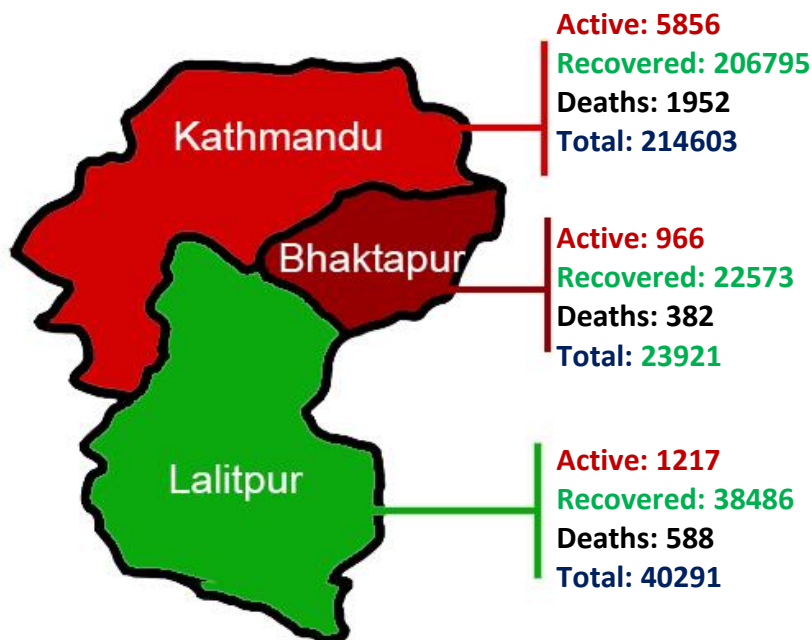 Active: 5856
Recovered: 206795
Deaths: 1952
Total: 214603
Kathmandu
Bhaktapur
Active: 966
Recovered: 22573
Deaths: 382
Total: 23921
Lalitpur
Active: 1217
Recovered: 38486
Deaths: 588
Total: 40291